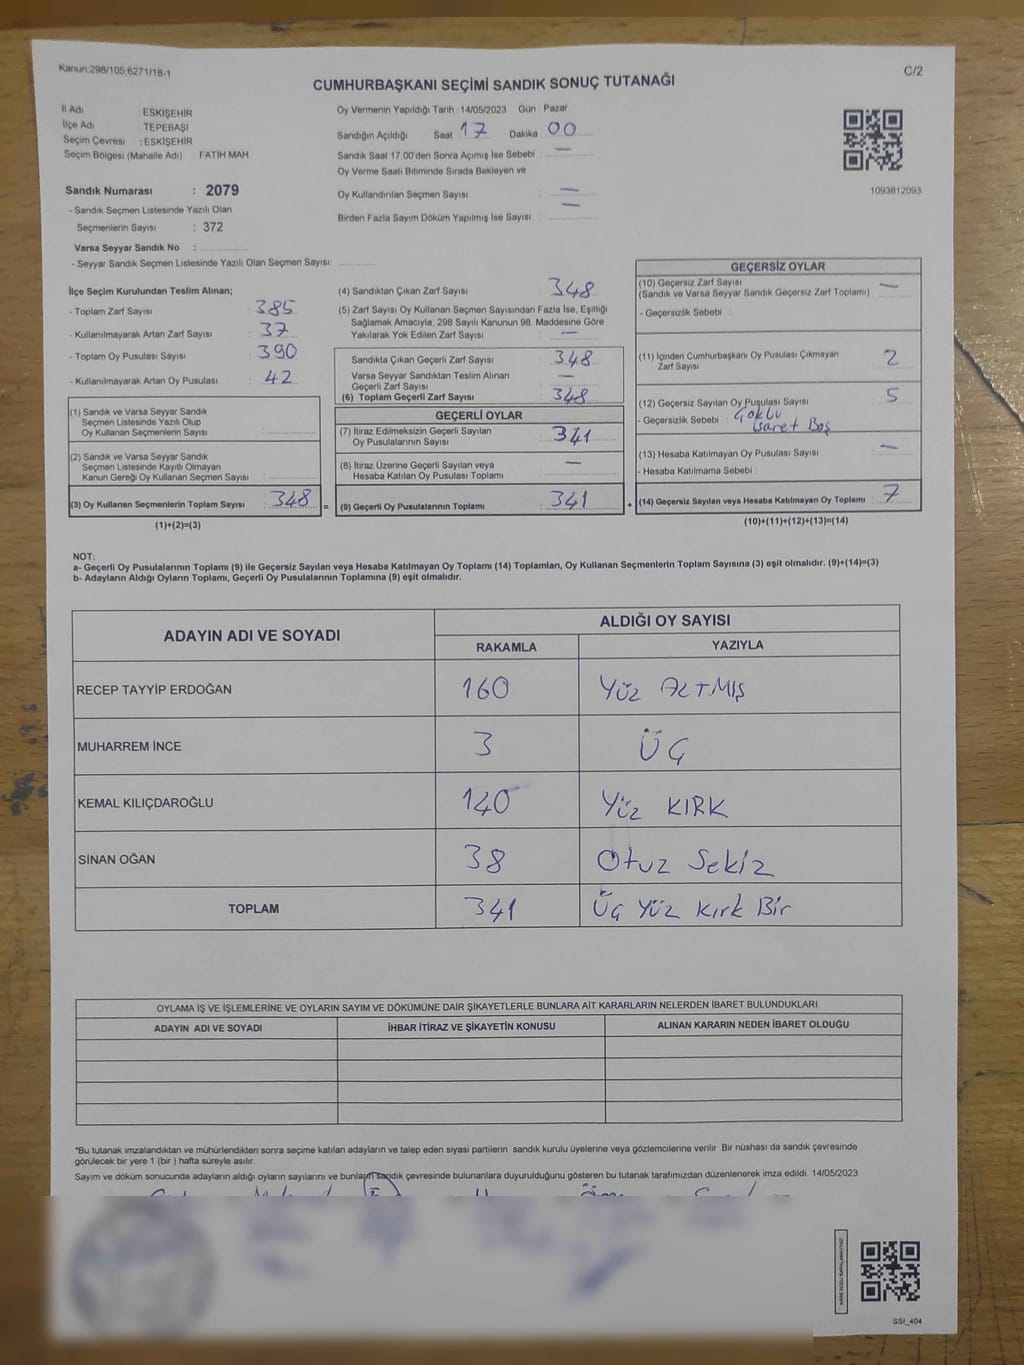 Kanun;298/105;6271/18-1
C/2
CUMHURBAŞKANI SEÇİMİ SANDIK SONUÇ TUTANAĞI
İl Adı ESKİŞEHİR
İlçe Adı TEPEBAŞI
Seçim Çevresi : ESKİŞEHİR
Seçim Bölgesi (Mahalle Adı) FATİH MAH
Sandık Numarası : 2079
- Sandık Seçmen Listesinde Yazılı Olan
Seçmenlerin Sayısı : 372
Varsa Seyyar Sandık No :
- Seyyar Sandık Seçmen Listesinde Yazılı Olan Seçmen Sayısı:
Oy Vermenin Yapıldığı Tarih : 14/05/2023 Gün : Pazar
Sandığın Açıldığı Saat 17 Dakika : 00
Sandık Saat 17:00'den Sonra Açımış İse Sebebi : —
Oy Verme Saati Bitiminde Sırada Bekleyen ve
Oy Kullandırılan Seçmen Sayısı : —
Birden Fazla Sayım Döküm Yapılmış İse Sayısı : —
1093812093
İlçe Seçim Kurulundan Teslim Alınan;
- Toplam Zarf Sayısı : 385
- Kullanılmayarak Artan Zarf Sayısı : 37
- Toplam Oy Pusulası Sayısı : 390
- Kullanılmayarak Artan Oy Pusulası : 42
(1) Sandık ve Varsa Seyyar Sandık
Seçmen Listesinde Yazılı Olup
Oy Kullanan Seçmenlerin Sayısı :
(2) Sandık ve Varsa Seyyar Sandık
Seçmen Listesinde Kayıtlı Olmayan
Kanun Gereği Oy Kullanan Seçmen Sayısı :
(3) Oy Kullanan Seçmenlerin Toplam Sayısı : 348 =
(1)+(2)=(3)
(4) Sandıktan Çıkan Zarf Sayısı : 348
(5) Zarf Sayısı Oy Kullanan Seçmen Sayısından Fazla İse, Eşitliği
Sağlamak Amacıyla, 298 Sayılı Kanunun 98. Maddesine Göre
Yakılarak Yok Edilen Zarf Sayısı : —
Sandıkta Çıkan Geçerli Zarf Sayısı : 348
Varsa Seyyar Sandıktan Teslim Alınan
Geçerli Zarf Sayısı : —
(6) Toplam Geçerli Zarf Sayısı : 348
GEÇERLİ OYLAR
(7) İtiraz Edilmeksizin Geçerli Sayılan
Oy Pusulalarının Sayısı : 341
(8) İtiraz Üzerine Geçerli Sayılan veya
Hesaba Katılan Oy Pusulası Toplamı : —
(9) Geçerli Oy Pusulalarının Toplamı : 341 +
GEÇERSİZ OYLAR
(10) Geçersiz Zarf Sayısı
(Sandık ve Varsa Seyyar Sandık Geçersiz Zarf Toplamı) —
- Geçersizlik Sebebi :
(11) İçinden Cumhurbaşkanı Oy Pusulası Çıkmayan
Zarf Sayısı 2
(12) Geçersiz Sayılan Oy Pusulası Sayısı : 5
- Geçersizlik Sebebi : Çoklu
işaret Boş
(13) Hesaba Katılmayan Oy Pusulası Sayısı : —
- Hesaba Katılmama Sebebi :
(14) Geçersiz Sayılan veya Hesaba Katılmayan Oy Toplamı : 7
(10)+(11)+(12)+(13)=(14)
NOT:
a- Geçerli Oy Pusulalarının Toplamı (9) ile Geçersiz Sayılan veya Hesaba Katılmayan Oy Toplamı (14) Toplamları, Oy Kullanan Seçmenlerin Toplam Sayısına (3) eşit olmalıdır. (9)+(14)=(3)
b- Adayların Aldığı Oyların Toplamı, Geçerli Oy Pusulalarının Toplamına (9) eşit olmalıdır.
ADAYIN ADI VE SOYADI ALDIĞI OY SAYISI
RAKAMLA YAZIYLA
RECEP TAYYİP ERDOĞAN 160 Yüz ALTMIŞ
MUHARREM İNCE 3 ÜÇ
KEMAL KILIÇDAROĞLU 140 Yüz KIRK
SİNAN OĞAN 38 Otuz Sekiz
TOPLAM 341 Üç Yüz Kırk Bir
OYLAMA İŞ VE İŞLEMLERİNE VE OYLARIN SAYIM VE DÖKÜMÜNE DAİR ŞİKAYETLERLE BUNLARA AİT KARARLARIN NELERDEN İBARET BULUNDUKLARI
ADAYIN ADI VE SOYADI İHBAR İTİRAZ VE ŞİKAYETİN KONUSU ALINAN KARARIN NEDEN İBARET OLDUĞU
*Bu tutanak imzalandıktan ve mühürlendikten sonra seçime katılan adayların ve talep eden siyasi partilerin sandık kurulu üyelerine veya gözlemcilerine verilir Bir nüshası da sandık çevresinde
görülecek bir yere 1 (bir ) hafta süreyle asılır.
Sayım ve döküm sonucunda adayların aldığı oyların sayılarını ve bunların sandık çevresinde bulunanlara duyurulduğunu gösteren bu tutanak tarafımızdan düzenlenerek imza edildi. 14/05/2023
SSI_404